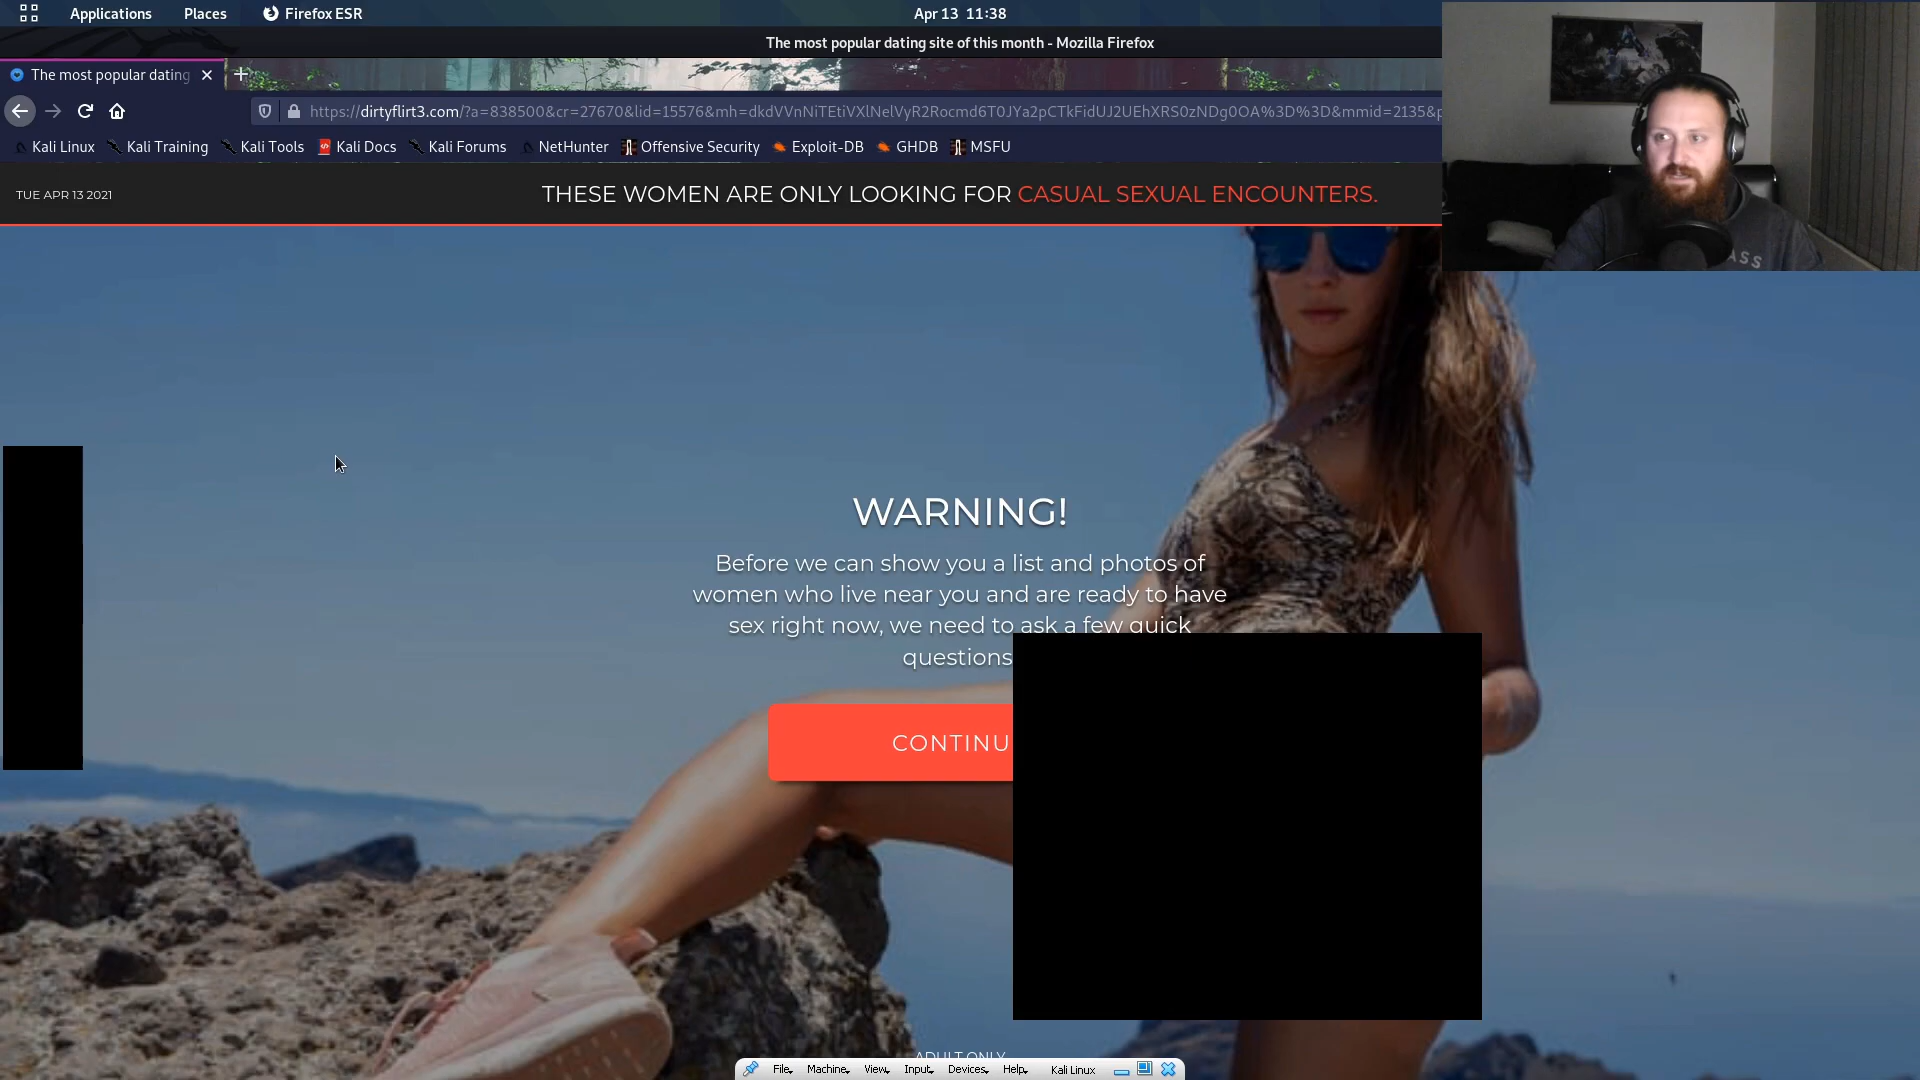 Applications Places Firefox ESR Apr 13 11:38
The most popular dating site of this month - Mozilla Firefox
The most popular dating
https://dirtyflirt3.com/?a=838500&cr=27670&lid=15576&mh=dkdVVnNiTEtiVXlNelVyR2Rocmd6T0JYa2pCTkFidUJ2UEhXRS0zNDg0OA%3D%3D&mmid=2135&p
Kali Linux Kali Training Kali Tools Kali Docs Kali Forums NetHunter Offensive Security Exploit-DB GHDB MSFU
TUE APR 13 2021
THESE WOMEN ARE ONLY LOOKING FOR CASUAL SEXUAL ENCOUNTERS.
ASS
WARNING!
Before we can show you a list and photos of
women who live near you and are ready to have
sex right now, we need to ask a few quick
questions
CONTINU
ADULT ONLY
File Machine View Input Devices Help Kali Linux